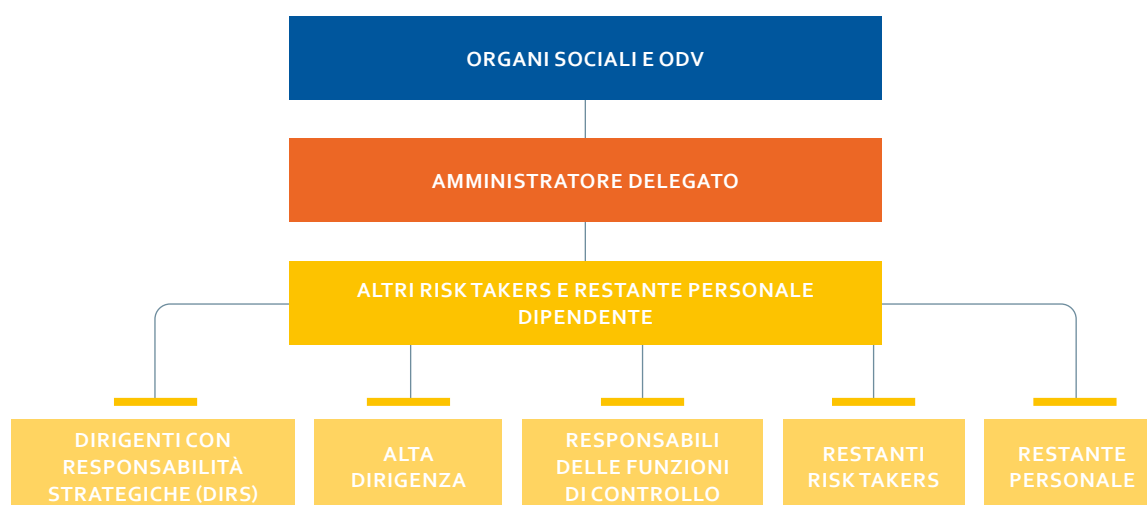 ORGANI SOCIALI E ODV
AMMINISTRATORE DELEGATO
ALTRI RISK TAKERS E RESTANTE PERSONALE
DIPENDENTE
DIRIGENTI CON
RESPONSABILITÀ
STRATEGICHE (DIRS)
ALTA
DIRIGENZA
RESPONSABILI
DELLE FUNZIONI
DI CONTROLLO
RESTANTI
RISK TAKERS
RESTANTE
PERSONALE